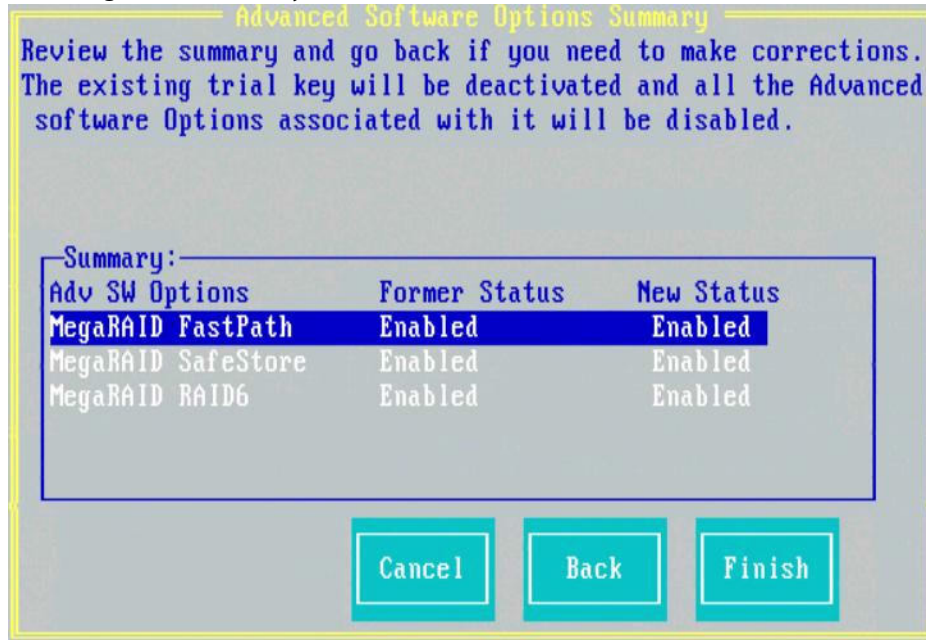 Advanced Software Options Summary
Review the summary and go back if you need to make corrections.
The existing trial key will be deactivated and all the Advanced
software Options associated with it will be disabled.
Summary:
Adv SW Options Former Status New Status
MegaRAID FastPath Enabled Enabled
MegaRAID SafeStore Enabled Enabled
MegaRAID RAID6 Enabled Enabled
Cancel Back Finish